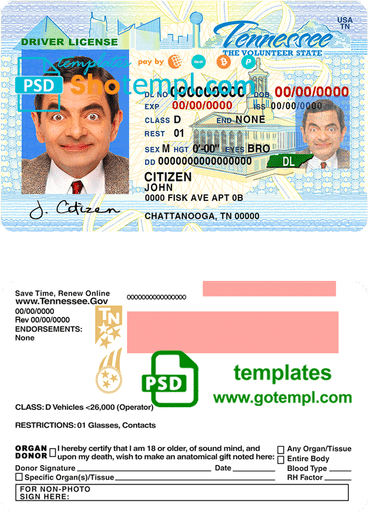 USA
TN
DRIVER LICENSE
Tennessee
THE VOLUNTEER STATE
templates
pay by
PSD
Shotempl.com
DL NO 000000000 DOB 00/00/0000
EXP 00/00/0000 ISS 00/00/0000
CLASS D END NONE
REST 01
SEX M HGT 0'-00" EYES BRO
DD 0000000000000000
DL
CITIZEN
JOHN
0000 FISK AVE APT 0B
J. Citizen
CHATTANOOGA, TN 00000
Save Time, Renew Online
www.Tennessee.Gov
000000000000000
00/00/0000
Rev 00/00/0000
ENDORSEMENTS:
None
TN
PSD
templates
www.gotempl.com
CLASS: D Vehicles <26,000 (Operator)
RESTRICTIONS: 01 Glasses, Contacts
ORGAN DONOR I hereby certify that I am 18 or older, of sound mind, and upon my death, wish to make an anatomical gift noted here:
Any Organ/Tissue
Entire Body
Donor Signature Date Blood Type
Specific Organ(s)/Tissue RH Factor
FOR NON-PHOTO
SIGN HERE: